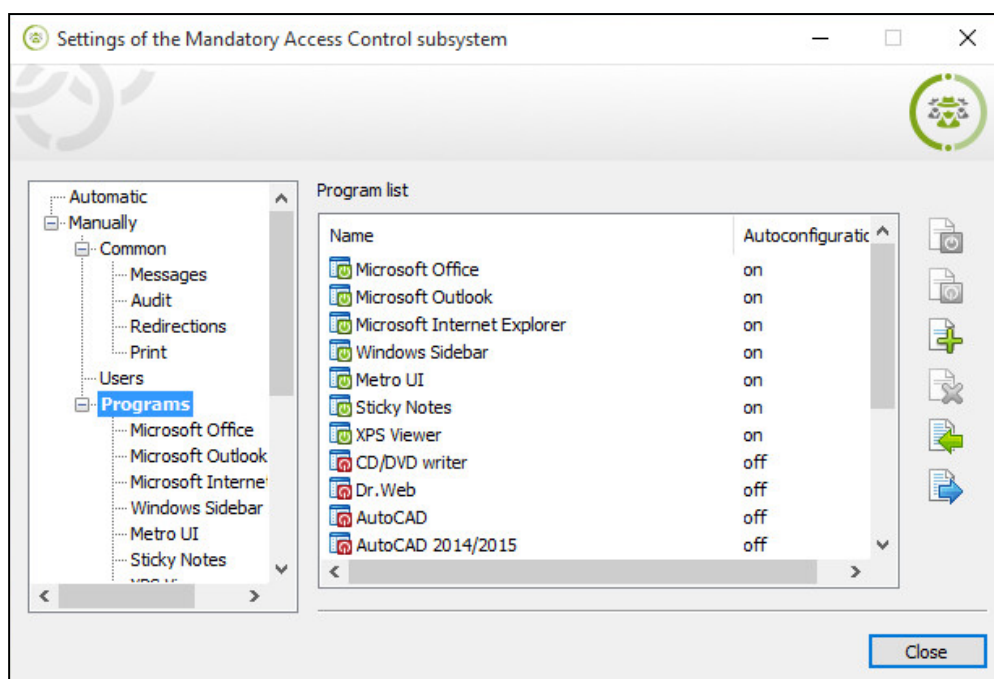 Settings of the Mandatory Access Control subsystem
Automatic
Manually
Common
Messages
Audit
Redirections
Print
Users
Programs
Microsoft Office
Microsoft Outlook
Microsoft Internet
Windows Sidebar
Metro UI
Sticky Notes
Program list
Name Autoconfiguratic
Microsoft Office on
Microsoft Outlook on
Microsoft Internet Explorer on
Windows Sidebar on
Metro UI on
Sticky Notes on
XPS Viewer on
CD/DVD writer off
Dr.Web off
AutoCAD off
AutoCAD 2014/2015 off
Close